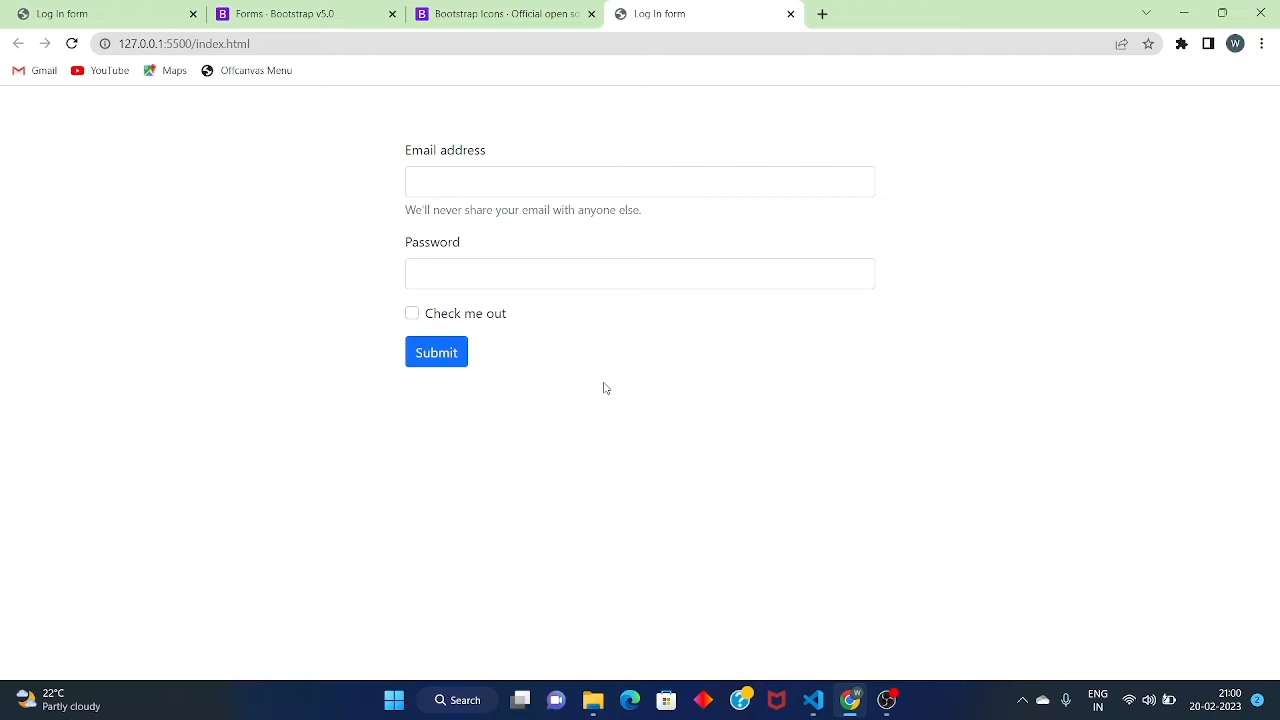 Log In form
Forms · Bootstrap v5.0
Bootstrap Icons · Official open sc
Log In form
127.0.0.1:5500/index.html
W
Gmail
YouTube
Maps
Offcanvas Menu
Email address
We'll never share your email with anyone else.
Password
Check me out
Submit
22°C
Partly cloudy
Search
ENG
IN
21:00
20-02-2023
2